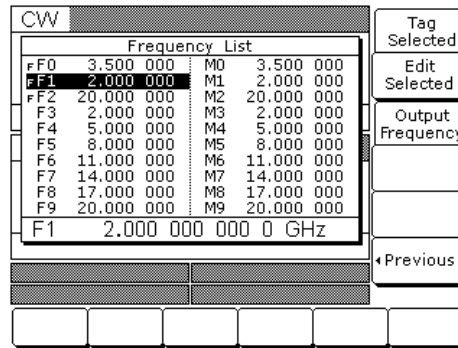 CW
Frequency List
FF0 3.500 000 M0 3.500 000
FF1 2.000 000 M1 2.000 000
FF2 20.000 000 M2 20.000 000
F3 2.000 000 M3 2.000 000
F4 5.000 000 M4 5.000 000
F5 8.000 000 M5 8.000 000
F6 11.000 000 M6 11.000 000
F7 14.000 000 M7 14.000 000
F8 17.000 000 M8 17.000 000
F9 20.000 000 M9 20.000 000
F1 2.000 000 000 0 GHz
Tag
Selected
Edit
Selected
Output
Frequency
◂Previous